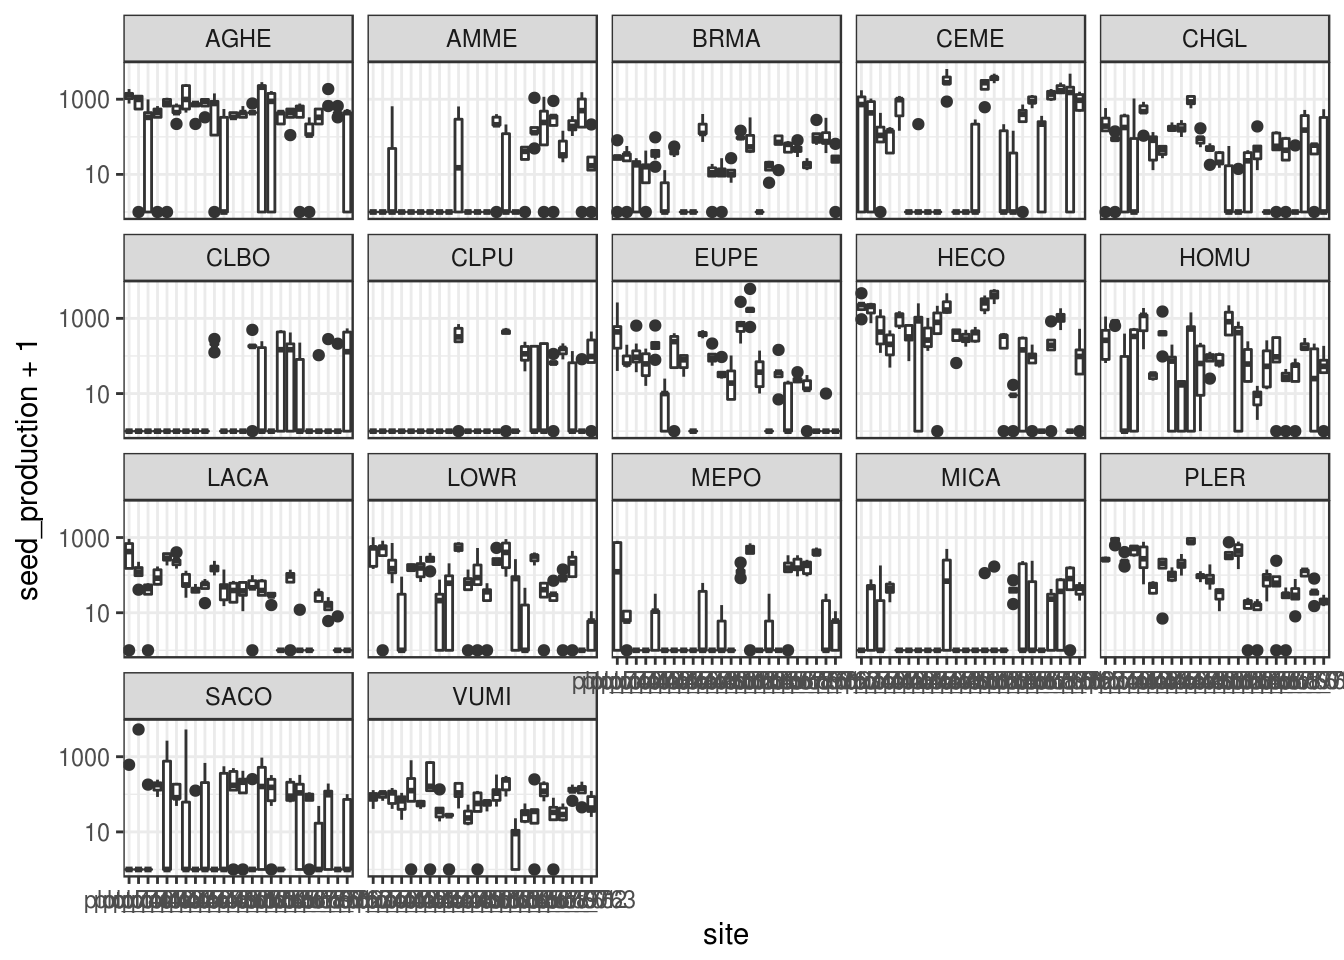 AGHE AMME BRMA CEME CHGL
1000
10
CLBO CLPU EUPE HECO HOMU
1000
10
LACA LOWR MEPO MICA PLER
1000
10
SACO VUMI
1000
10
seed_production + 1
site